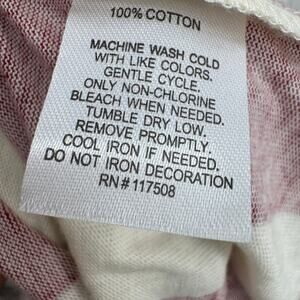 100% COTTON
MACHINE WASH COLD
WITH LIKE COLORS.
GENTLE CYCLE.
ONLY NON-CHLORINE
BLEACH WHEN NEEDED.
TUMBLE DRY LOW.
REMOVE PROMPTLY.
COOL IRON IF NEEDED.
DO NOT IRON DECORATION
RN#117508